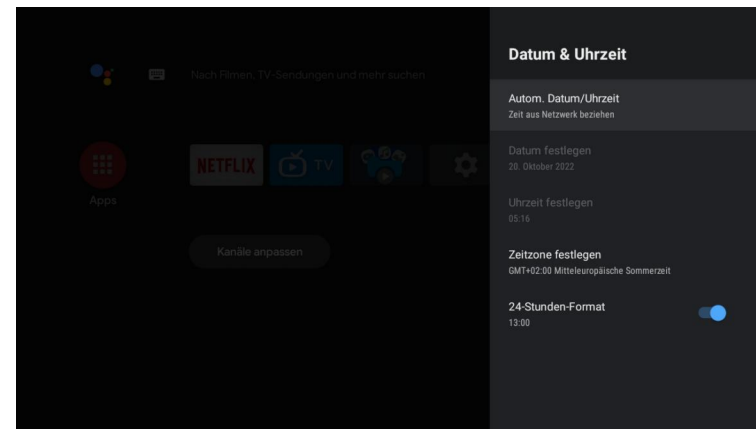 Datum & Uhrzeit
Nach Filmen, TV-Sendungen und mehr suchen
Autom. Datum/Uhrzeit
Zeit aus Netzwerk beziehen
Datum festlegen
20. Oktober 2022
NETFLIX
TV
Apps
Uhrzeit festlegen
05:16
Kanäle anpassen
Zeitzone festlegen
GMT+02:00 Mitteleuropäische Sommerzeit
24-Stunden-Format
13:00